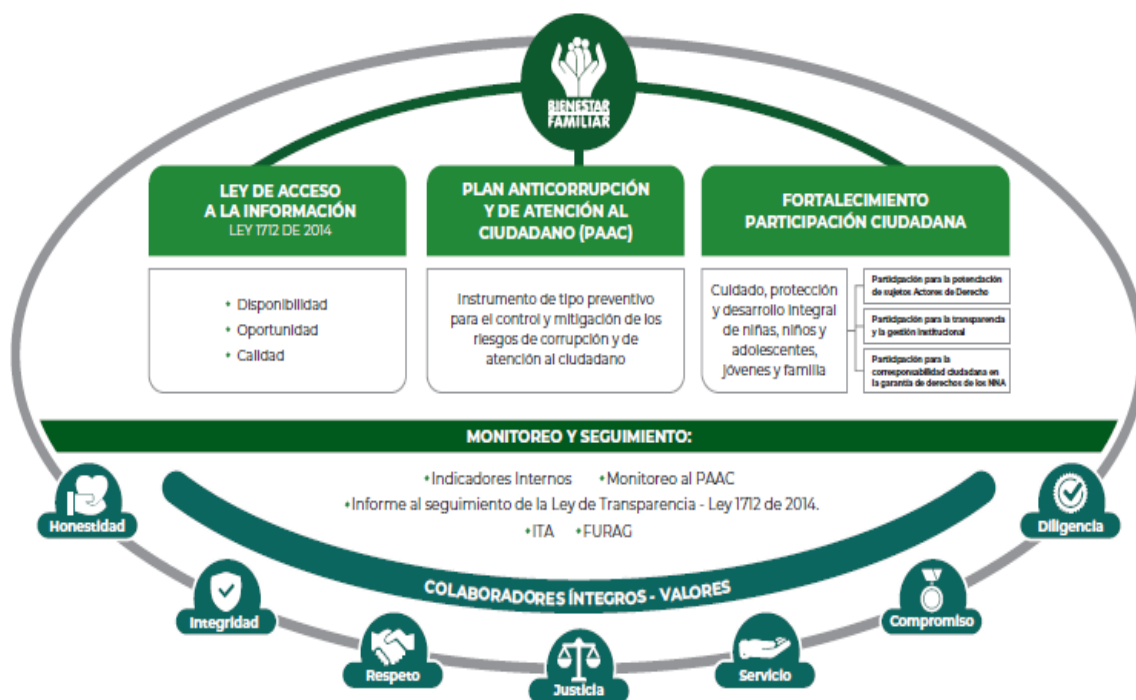 BIENESTAR
FAMILIAR
LEY DE ACCESO
A LA INFORMACIÓN
LEY 1712 DE 2014
• Disponibilidad
• Oportunidad
• Calidad
PLAN ANTICORRUPCIÓN
Y DE ATENCIÓN AL
CIUDADANO (PAAC)
Instrumento de tipo preventivo
para el control y mitigación de los
riesgos de corrupción y de
atención al ciudadano
FORTALECIMIENTO
PARTICIPACIÓN CIUDADANA
Cuidado, protección
y desarrollo integral
de niñas, niños y
adolescentes,
jóvenes y familia
Participación para la potenciación
de sujetos Actores de Derecho
Participación para la transparencia
y la gestión institucional
Participación para la
corresponsabilidad ciudadana en
la garantía de derechos de los NNA
MONITOREO Y SEGUIMIENTO:
•Indicadores Internos •Monitoreo al PAAC
•Informe al seguimiento de la Ley de Transparencia - Ley 1712 de 2014.
•ITA •FURAG
COLABORADORES ÍNTEGROS - VALORES
Honestidad
Integridad
Respeto
Justicia
Servicio
Compromiso
Diligencia